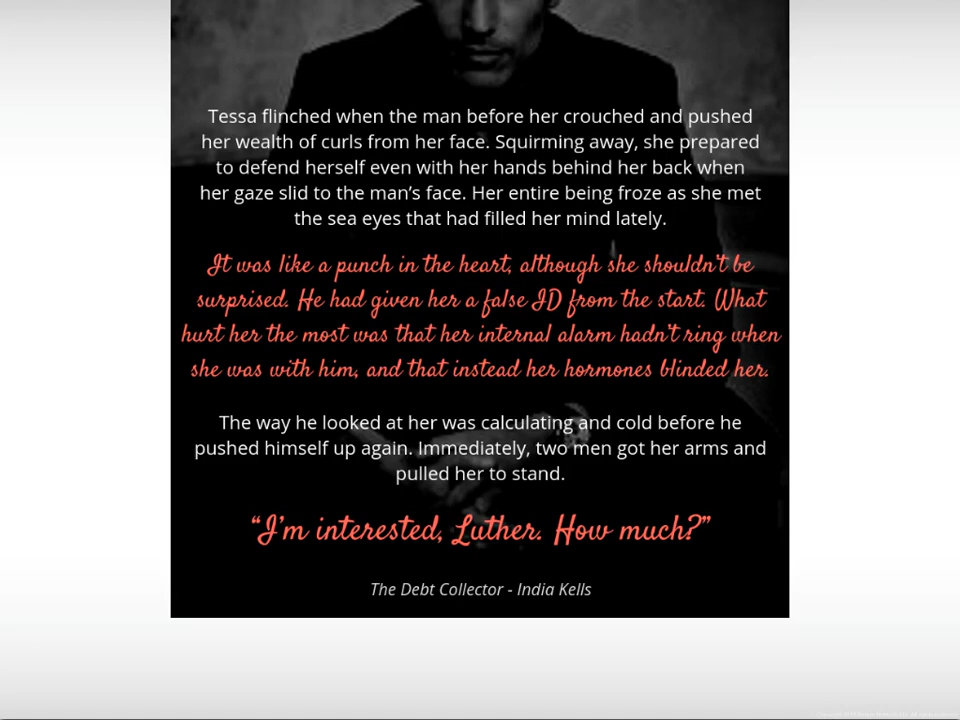 Tessa flinched when the man before her crouched and pushed
her wealth of curls from her face. Squirming away, she prepared
to defend herself even with her hands behind her back when
her gaze slid to the man’s face. Her entire being froze as she met
the sea eyes that had filled her mind lately.
It was like a punch in the heart, although she shouldn’t be
surprised. He had given her a false ID from the start. What
hurt her the most was that her internal alarm hadn’t ring when
she was with him, and that instead her hormones blinded her.
The way he looked at her was calculating and cold before he
pushed himself up again. Immediately, two men got her arms and
pulled her to stand.
“I’m interested, Luther. How much?”
The Debt Collector - India Kells